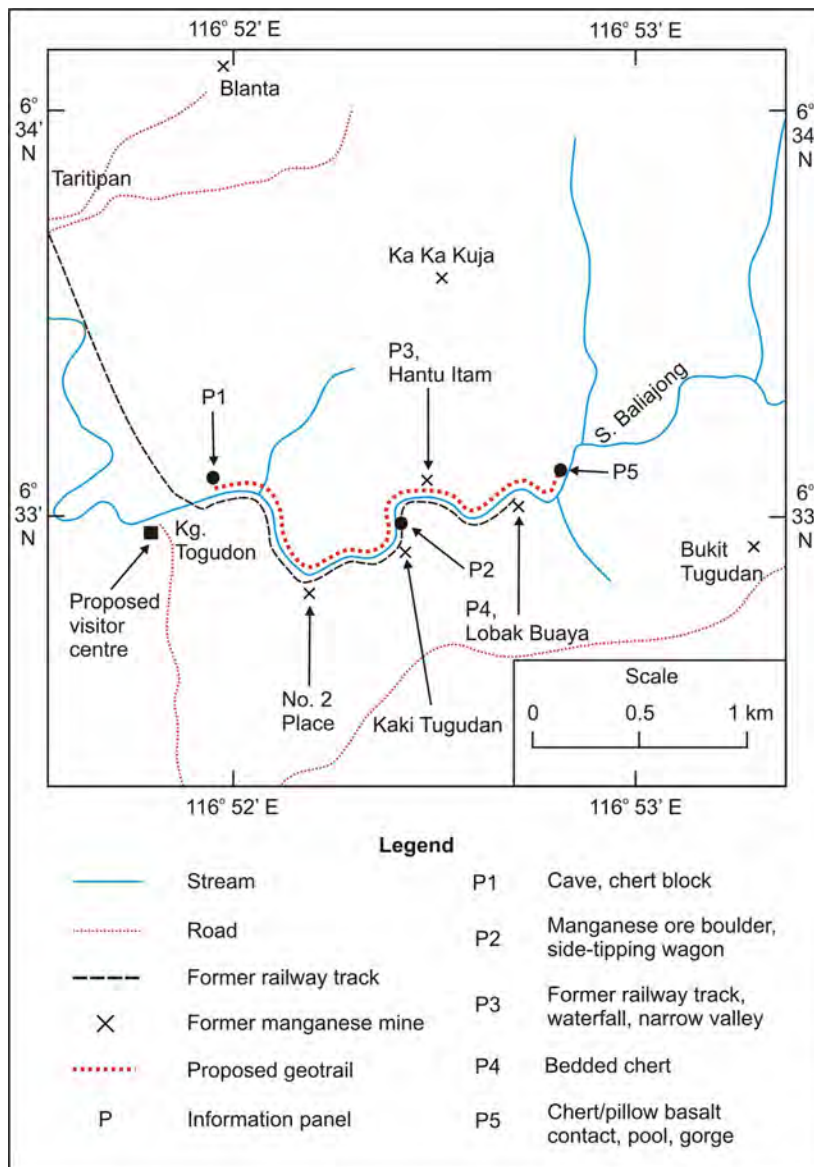 116° 52' E
116° 53' E
Blanta
6°
34'
N
6°
34'
N
Taritipan
Ka Ka Kuja
P3,
Hantu Itam
P1
S. Baliajong
P5
6°
33'
N
6°
33'
N
Kg.
Togudon
P2
Bukit
Tugudan
Proposed
visitor
centre
P4,
Lobak Buaya
No. 2
Place
Kaki Tugudan
Scale
0 0.5 1 km
116° 52' E
116° 53' E
Legend
Stream
Road
Former railway track
Former manganese mine
Proposed geotrail
P Information panel
P1 Cave, chert block
P2 Manganese ore boulder,
side-tipping wagon
P3 Former railway track,
waterfall, narrow valley
P4 Bedded chert
P5 Chert/pillow basalt
contact, pool, gorge